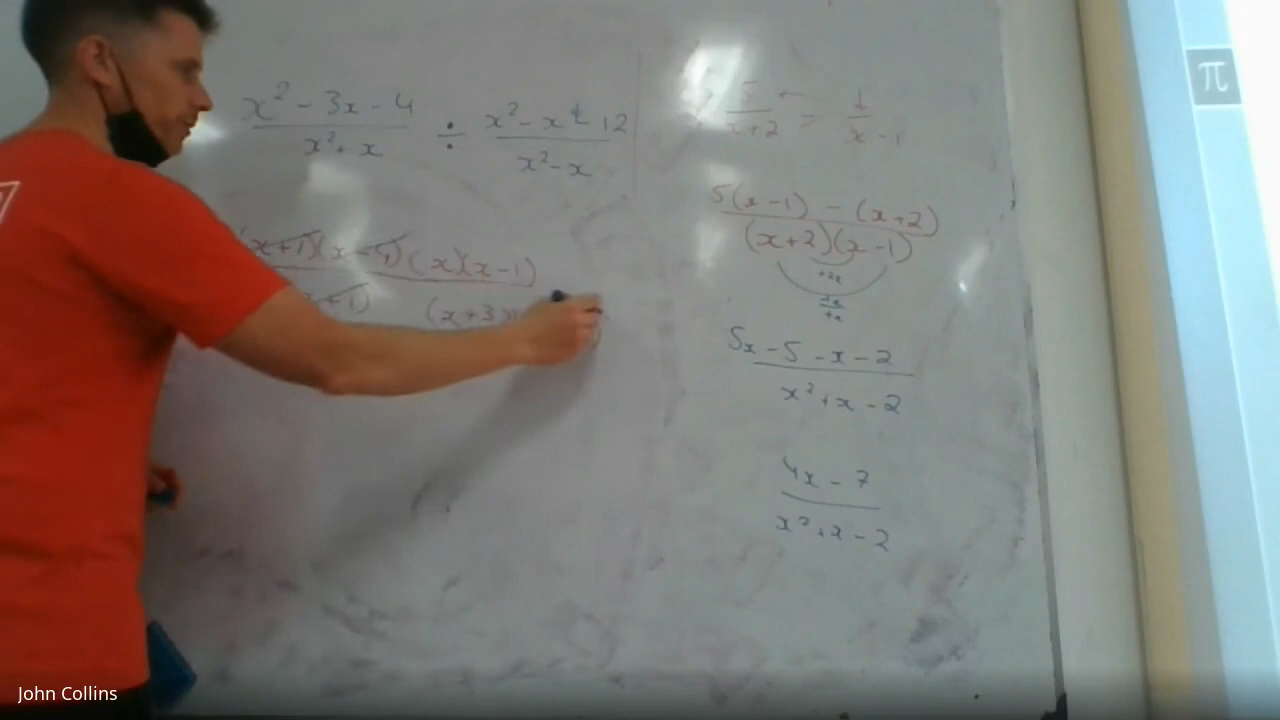 x² - 3x - 4 ÷ x² - x - 12
x² + x x² - x
(x+1)(x-4)(x)(x-1)
x+1) (x+3)(
5 - 1
x+2 x-1
5(x-1) - (x+2)
(x+2)(x-1)
+2x
5x - 5 - x - 2
x² + x - 2
4x - 7
x² + x - 2
π
John Collins